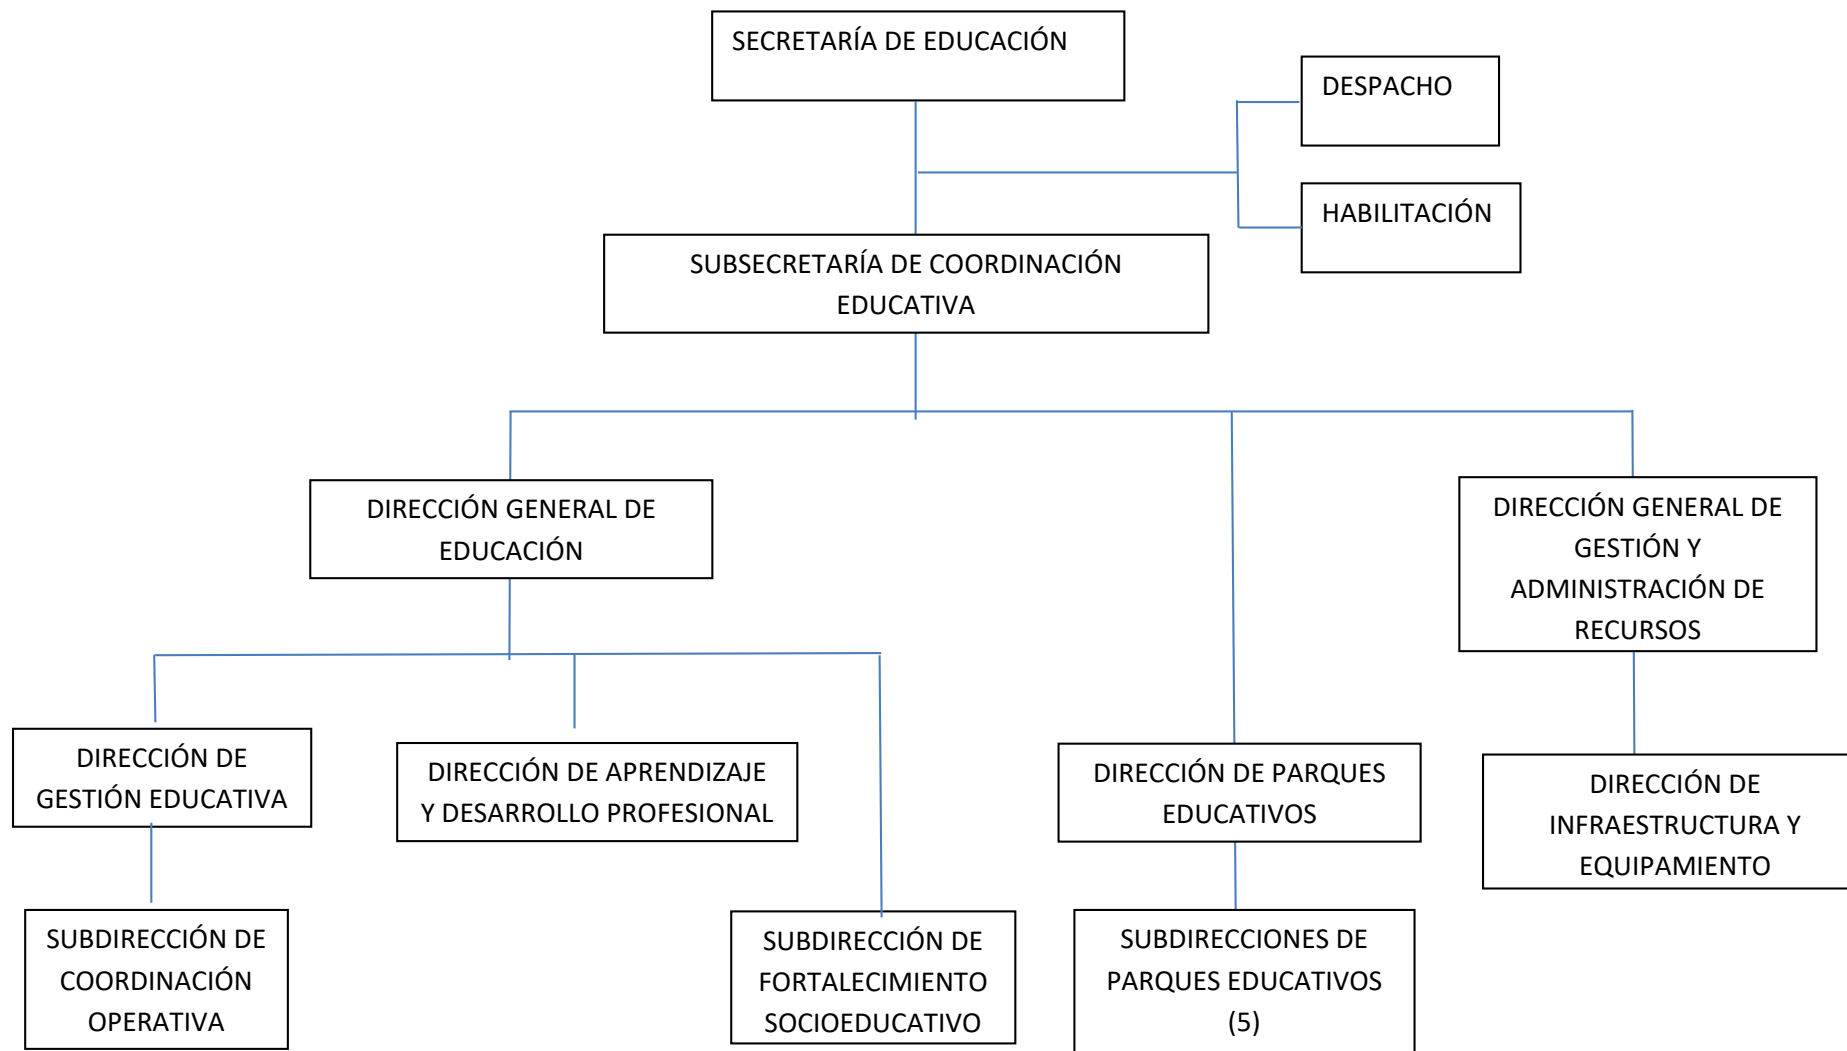 SECRETARÍA DE EDUCACIÓN
DESPACHO
HABILITACIÓN
SUBSECRETARÍA DE COORDINACIÓN
EDUCATIVA
DIRECCIÓN GENERAL DE
EDUCACIÓN
DIRECCIÓN GENERAL DE
GESTIÓN Y
ADMINISTRACIÓN DE
RECURSOS
DIRECCIÓN DE
GESTIÓN EDUCATIVA
DIRECCIÓN DE APRENDIZAJE
Y DESARROLLO PROFESIONAL
DIRECCIÓN DE PARQUES
EDUCATIVOS
DIRECCIÓN DE
INFRAESTRUCTURA Y
EQUIPAMIENTO
SUBDIRECCIÓN DE
COORDINACIÓN
OPERATIVA
SUBDIRECCIÓN DE
FORTALECIMIENTO
SOCIOEDUCATIVO
SUBDIRECCIONES DE
PARQUES EDUCATIVOS
(5)